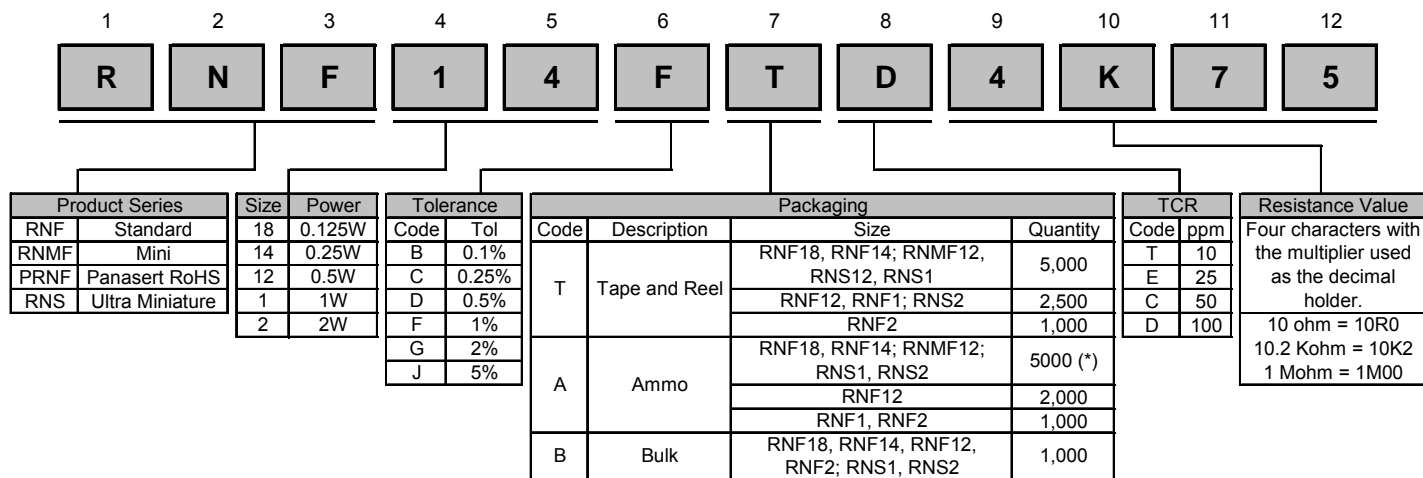 1 2 3 4 5 6 7 8 9 10 11 12
R N F 1 4 F T D 4 K 7 5
Product Series
RNF Standard
RNMF Mini
PRNF Panasert RoHS
RNS Ultra Miniature
Size Power
18 0.125W
14 0.25W
12 0.5W
1 1W
2 2W
Tolerance
Code Tol
B 0.1%
C 0.25%
D 0.5%
F 1%
G 2%
J 5%
Packaging
Code Description Size Quantity
T Tape and Reel
RNF18, RNF14; RNMF12,
RNS12, RNS1
5,000
RNF12, RNF1; RNS2 2,500
RNF2 1,000
A Ammo
RNF18, RNF14; RNMF12;
RNS1, RNS2
5000 (*)
RNF12 2,000
RNF1, RNF2 1,000
B Bulk
RNF18, RNF14, RNF12,
RNF2; RNS1, RNS2
1,000
TCR
Code ppm
T 10
E 25
C 50
D 100
Resistance Value
Four characters with
the multiplier used
as the decimal
holder.
10 ohm = 10R0
10.2 Kohm = 10K2
1 Mohm = 1M00